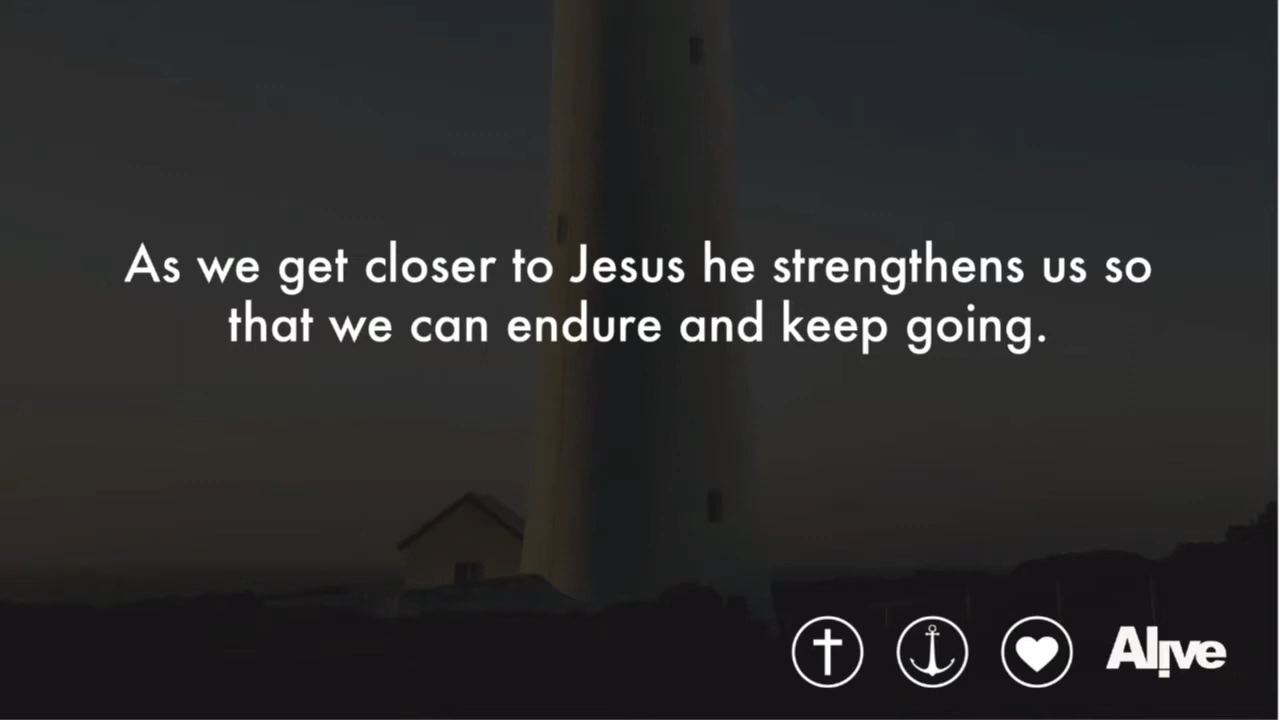 As we get closer to Jesus he strengthens us so
that we can endure and keep going.
Alive